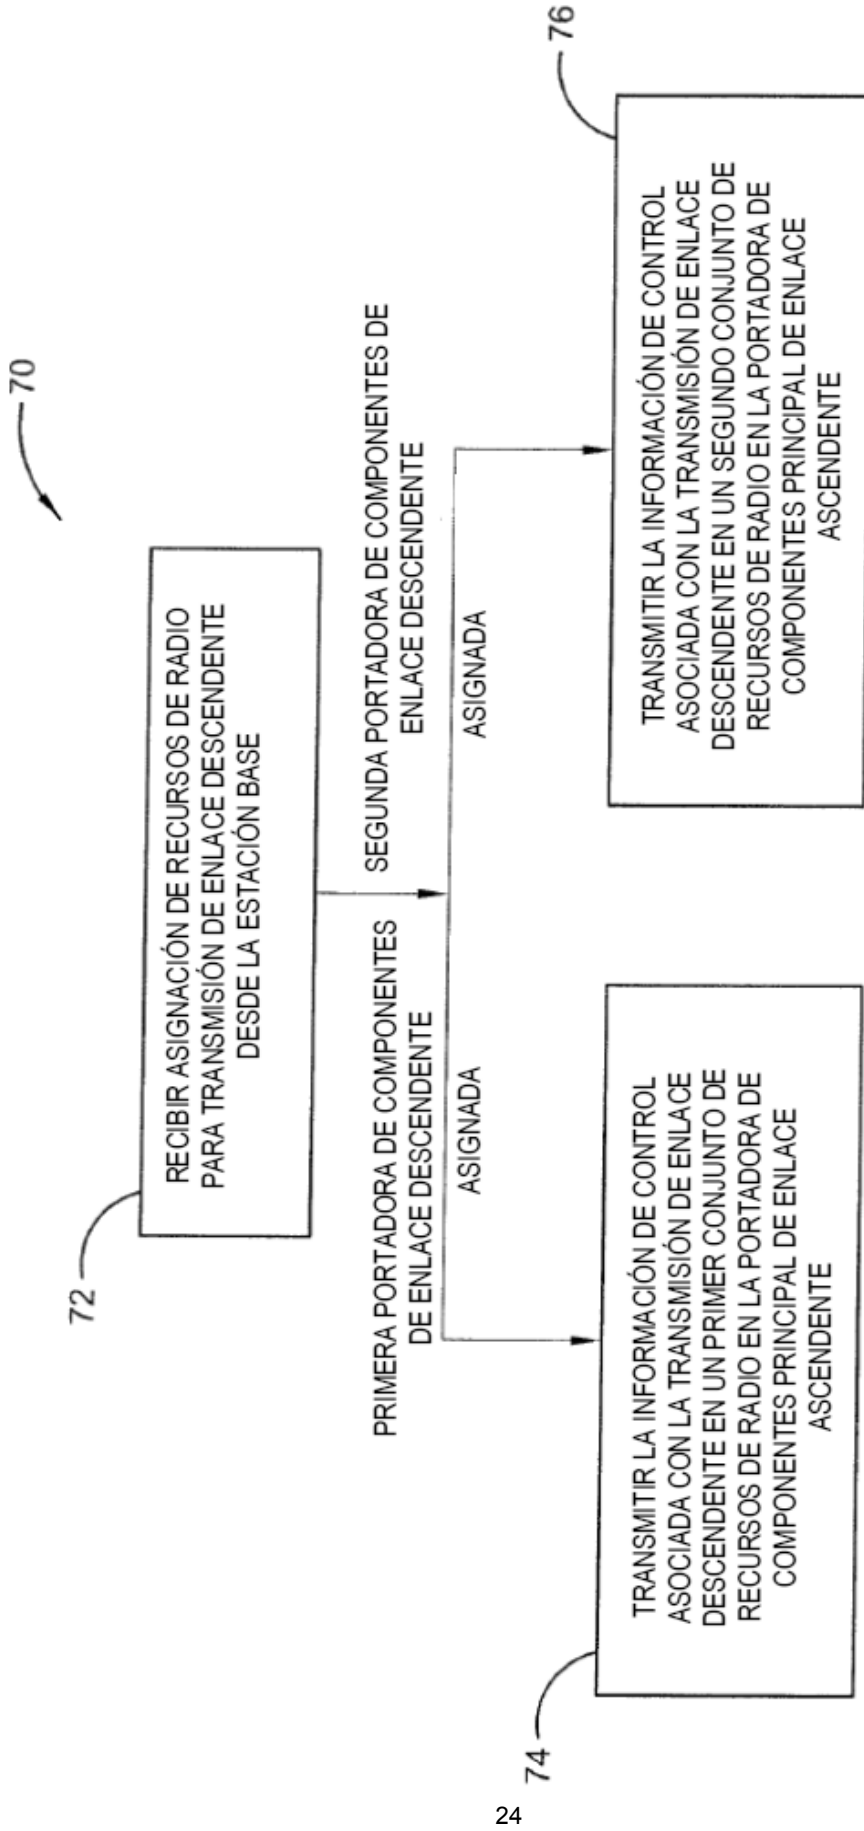 70
72
RECIBIR ASIGNACIÓN DE RECURSOS DE RADIO
PARA TRANSMISIÓN DE ENLACE DESCENDENTE
DESDE LA ESTACIÓN BASE
PRIMERA PORTADORA DE COMPONENTES
DE ENLACE DESCENDENTE
ASIGNADA
SEGUNDA PORTADORA DE COMPONENTES DE
ENLACE DESCENDENTE
ASIGNADA
74
TRANSMITIR LA INFORMACIÓN DE CONTROL
ASOCIADA CON LA TRANSMISIÓN DE ENLACE
DESCENDENTE EN UN PRIMER CONJUNTO DE
RECURSOS DE RADIO EN LA PORTADORA DE
COMPONENTES PRINCIPAL DE ENLACE
ASCENDENTE
76
TRANSMITIR LA INFORMACIÓN DE CONTROL
ASOCIADA CON LA TRANSMISIÓN DE ENLACE
DESCENDENTE EN UN SEGUNDO CONJUNTO DE
RECURSOS DE RADIO EN LA PORTADORA DE
COMPONENTES PRINCIPAL DE ENLACE
ASCENDENTE
24